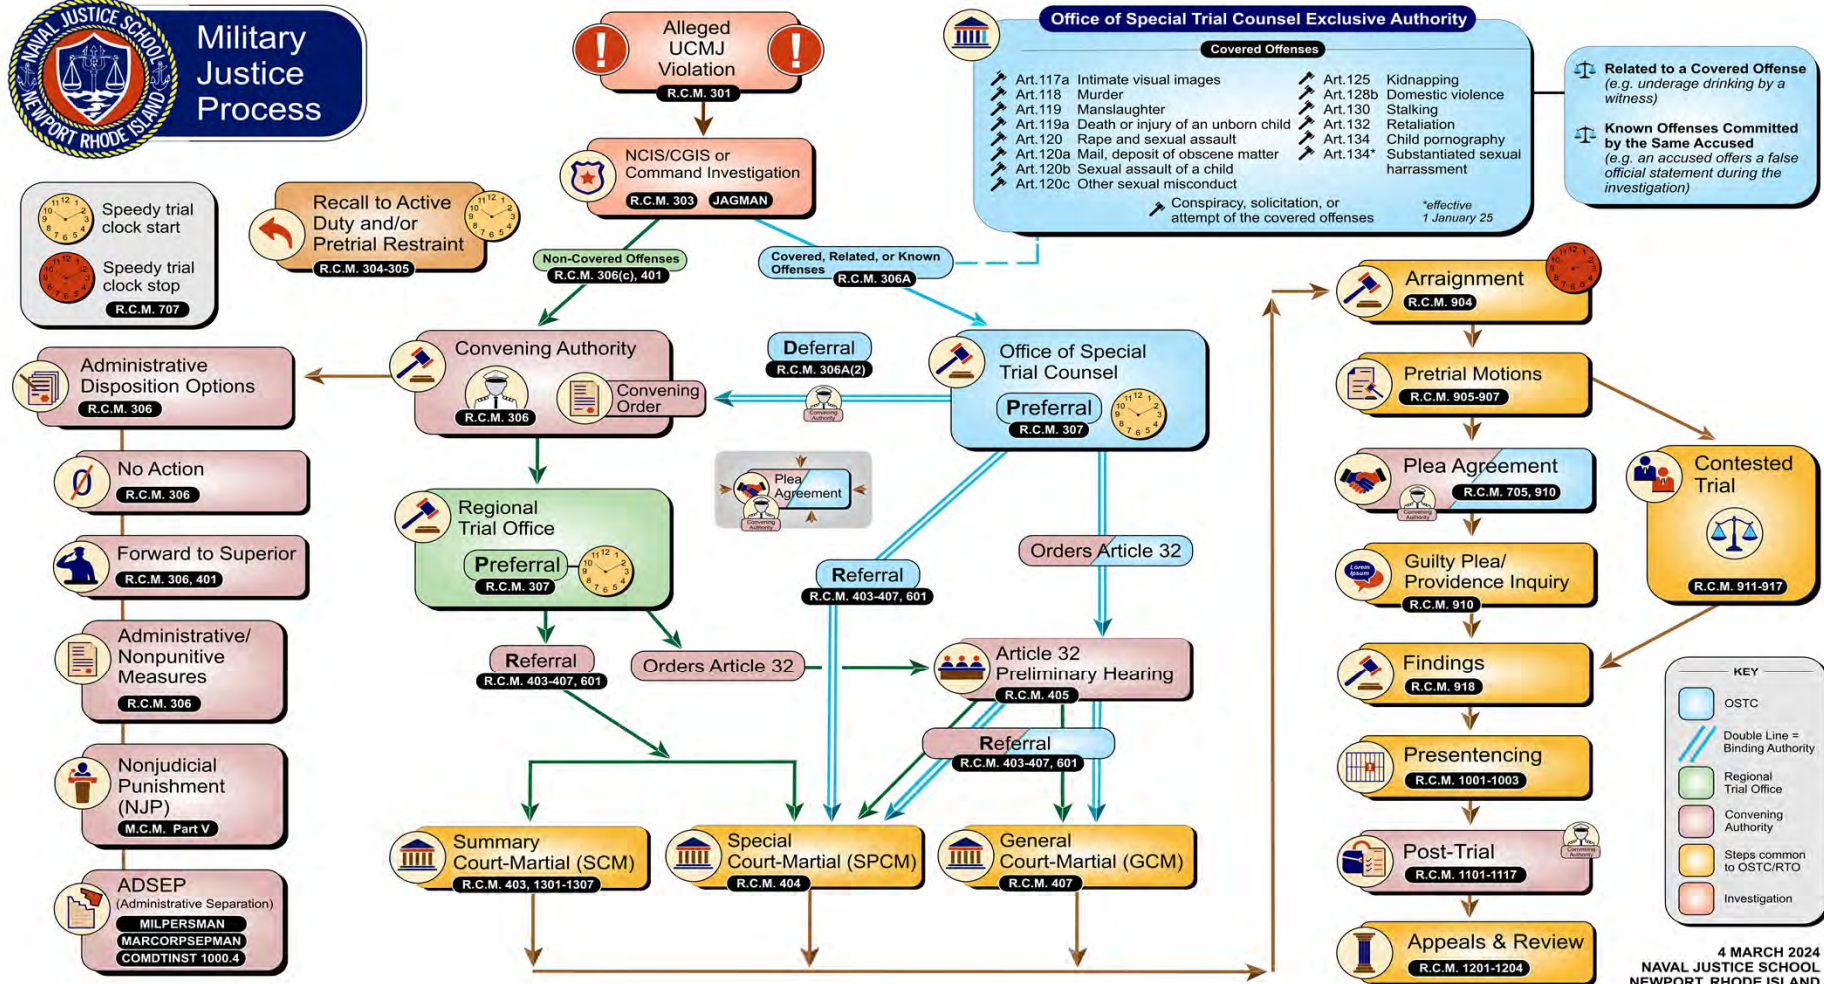 NAVAL JUSTICE SCHOOL
NEWPORT RHODE ISLAND
Military
Justice
Process
Speedy trial
clock start
Speedy trial
clock stop
R.C.M. 707
Recall to Active
Duty and/or
Pretrial Restraint
R.C.M. 304-305
Alleged
UCMJ
Violation
R.C.M. 301
NCIS/CGIS or
Command Investigation
R.C.M. 303
JAGMAN
Non-Covered Offenses
R.C.M. 306(c), 401
Covered, Related, or Known
Offenses
R.C.M. 306A
Office of Special Trial Counsel Exclusive Authority
Covered Offenses
Art.117a Intimate visual images
Art.118 Murder
Art.119 Manslaughter
Art.119a Death or injury of an unborn child
Art.120 Rape and sexual assault
Art.120a Mail, deposit of obscene matter
Art.120b Sexual assault of a child
Art.120c Other sexual misconduct
Art.125 Kidnapping
Art.128b Domestic violence
Art.130 Stalking
Art.132 Retaliation
Art.134 Child pornography
Art.134* Substantiated sexual
harrassment
Conspiracy, solicitation, or
attempt of the covered offenses
*effective
1 January 25
Related to a Covered Offense
(e.g. underage drinking by a
witness)
Known Offenses Committed
by the Same Accused
(e.g. an accused offers a false
official statement during the
investigation)
Administrative
Disposition Options
R.C.M. 306
No Action
R.C.M. 306
Forward to Superior
R.C.M. 306, 401
Administrative/
Nonpunitive
Measures
R.C.M. 306
Nonjudicial
Punishment
(NJP)
M.C.M. Part V
ADSEP
(Administrative Separation)
MILPERSMAN
MARCORPSEPMAN
COMDTINST 1000.4
Convening Authority
R.C.M. 306
Convening
Order
Deferral
R.C.M. 306A(2)
Convening
Authority
Office of Special
Trial Counsel
Preferral
R.C.M. 307
Regional
Trial Office
Preferral
R.C.M. 307
Plea
Agreement
Convening
Authority
Referral
R.C.M. 403-407, 601
Orders Article 32
Referral
R.C.M. 403-407, 601
Orders Article 32
Article 32
Preliminary Hearing
R.C.M. 405
Referral
R.C.M. 403-407, 601
Summary
Court-Martial (SCM)
R.C.M. 403, 1301-1307
Special
Court-Martial (SPCM)
R.C.M. 404
General
Court-Martial (GCM)
R.C.M. 407
Arraignment
R.C.M. 904
Pretrial Motions
R.C.M. 905-907
Plea Agreement
R.C.M. 705, 910
Convening
Authority
Contested
Trial
R.C.M. 911-917
Lorem
Ipsum
Guilty Plea/
Providence Inquiry
R.C.M. 910
Findings
R.C.M. 918
Presentencing
R.C.M. 1001-1003
Post-Trial
R.C.M. 1101-1117
Convening
Authority
Appeals & Review
R.C.M. 1201-1204
KEY
OSTC
Double Line =
Binding Authority
Regional
Trial Office
Convening
Authority
Steps common
to OSTC/RTO
Investigation
4 MARCH 2024
NAVAL JUSTICE SCHOOL
NEWPORT, RHODE ISLAND